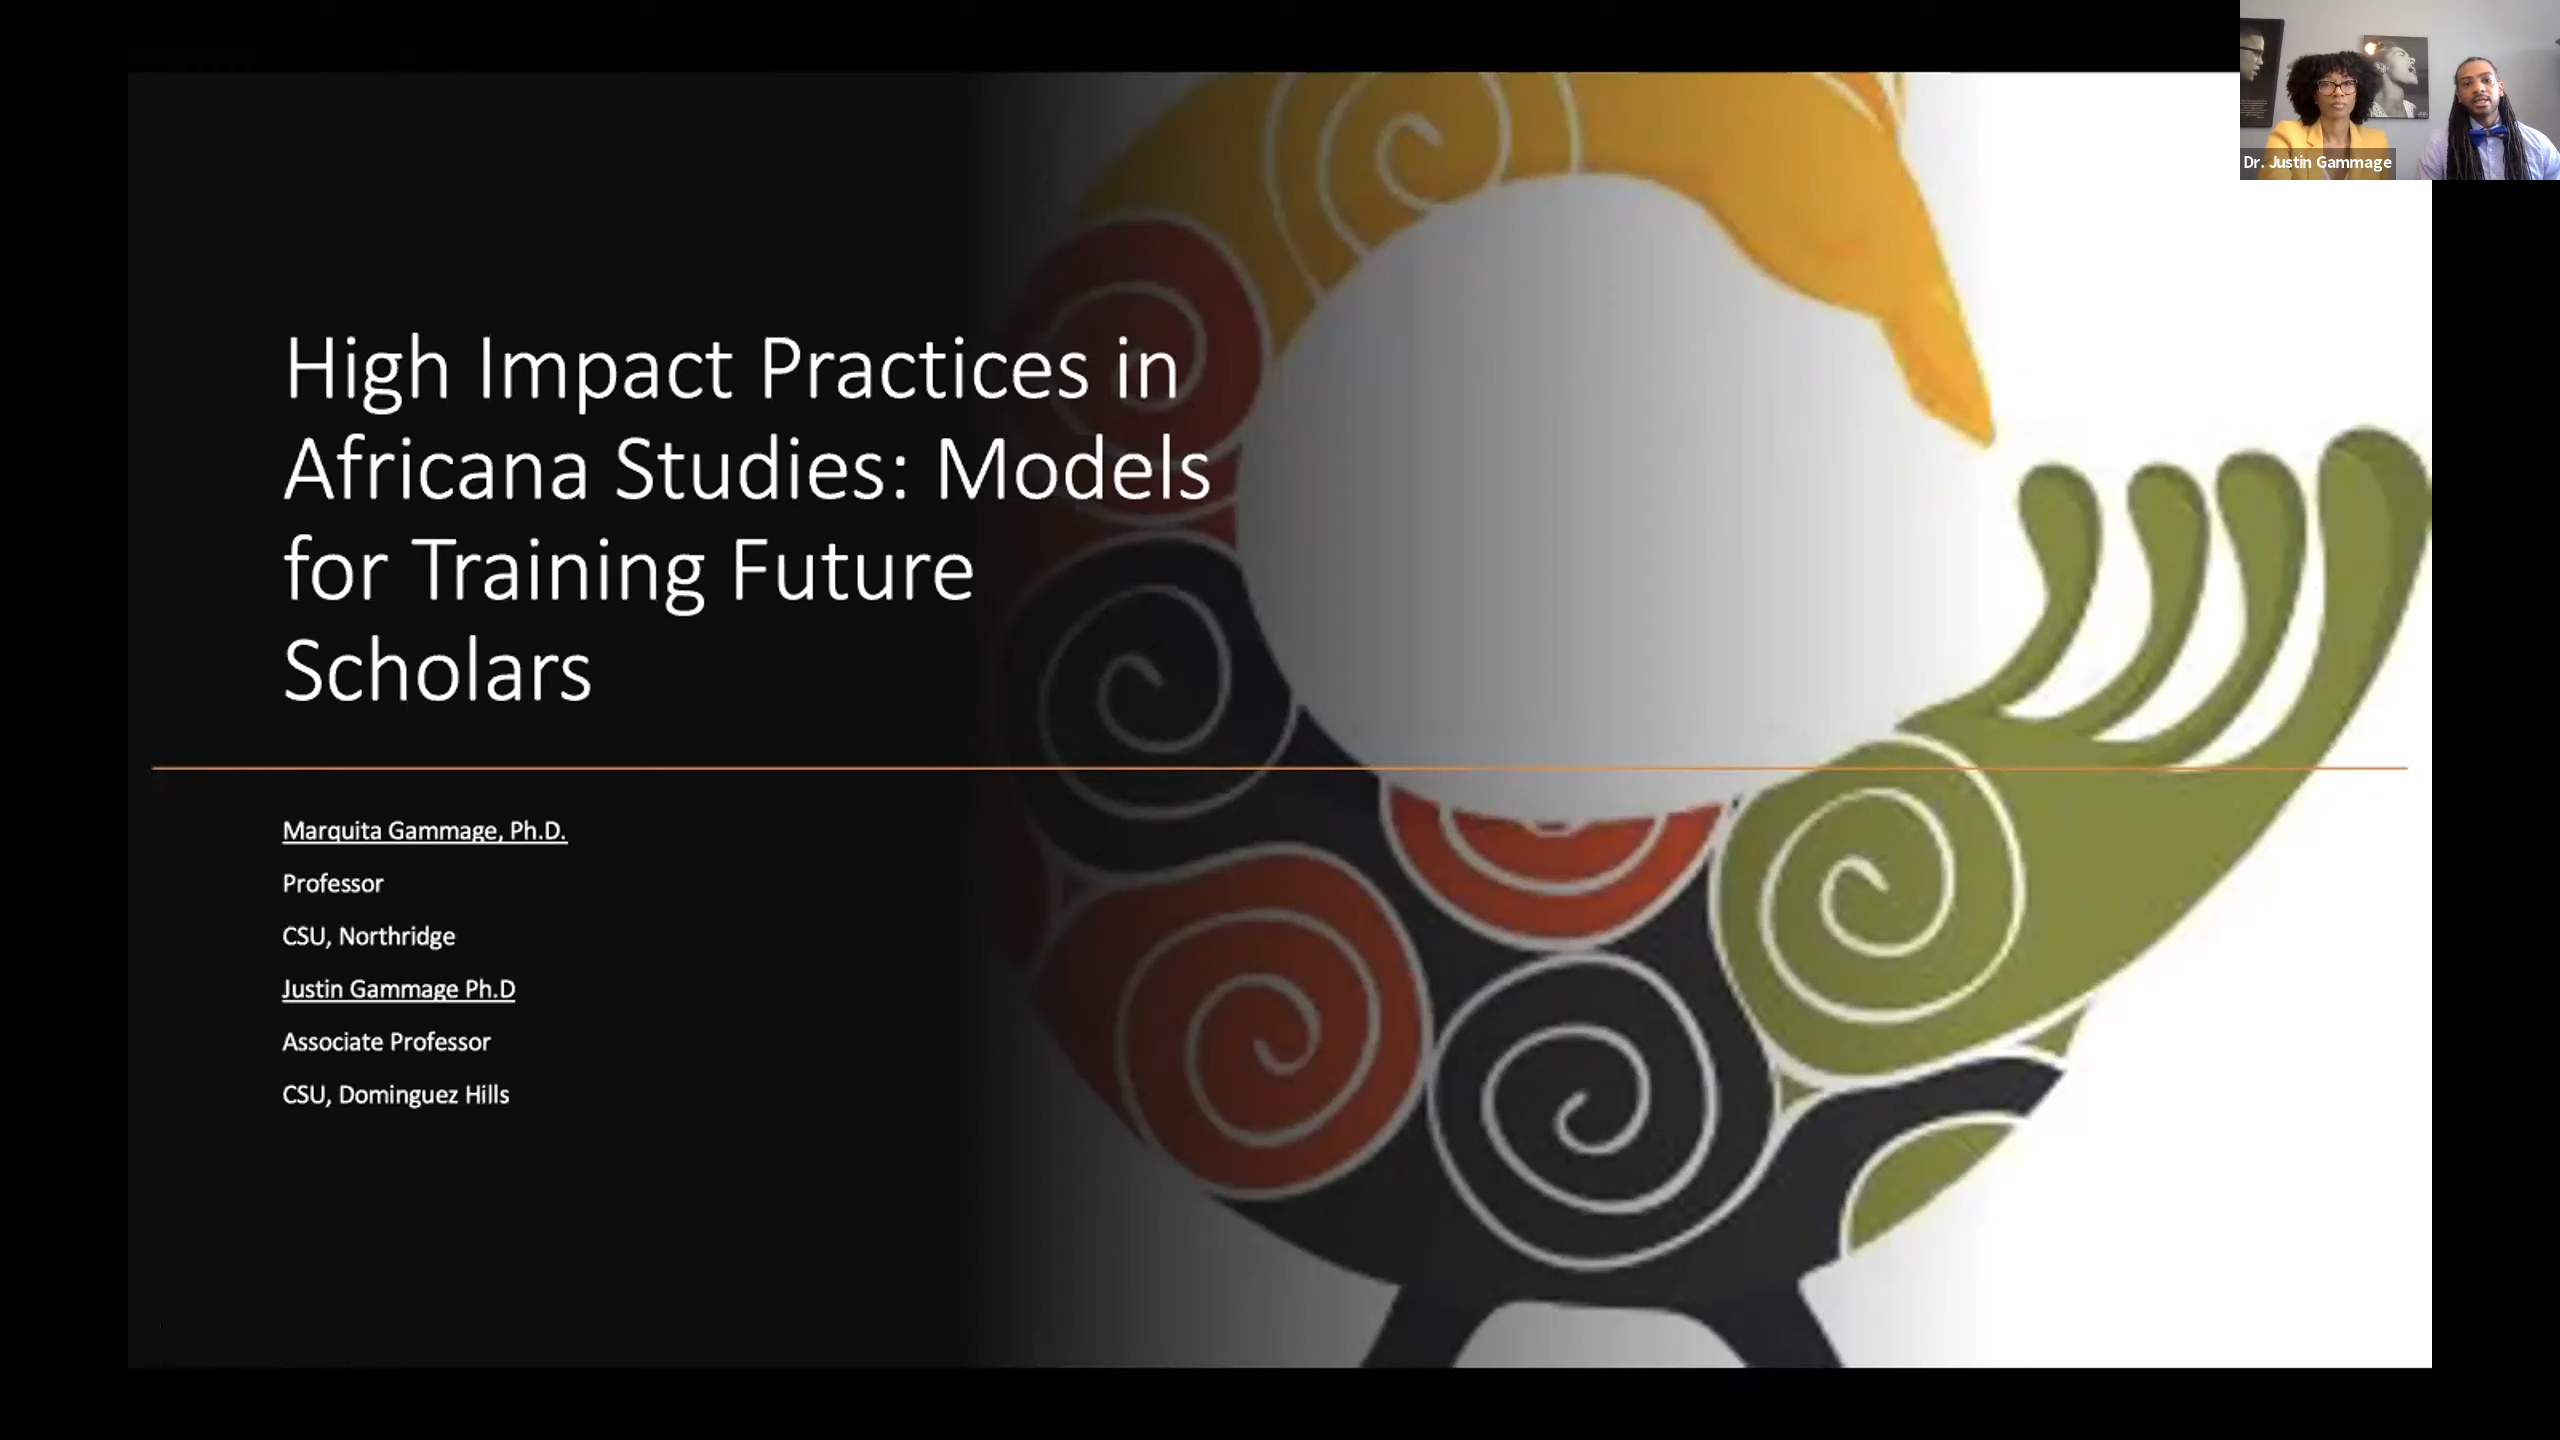 High Impact Practices in
Africana Studies: Models
for Training Future
Scholars
Marquita Gammage, Ph.D.
Professor
CSU, Northridge
Justin Gammage Ph.D
Associate Professor
CSU, Dominguez Hills
Dr. Justin Gammage